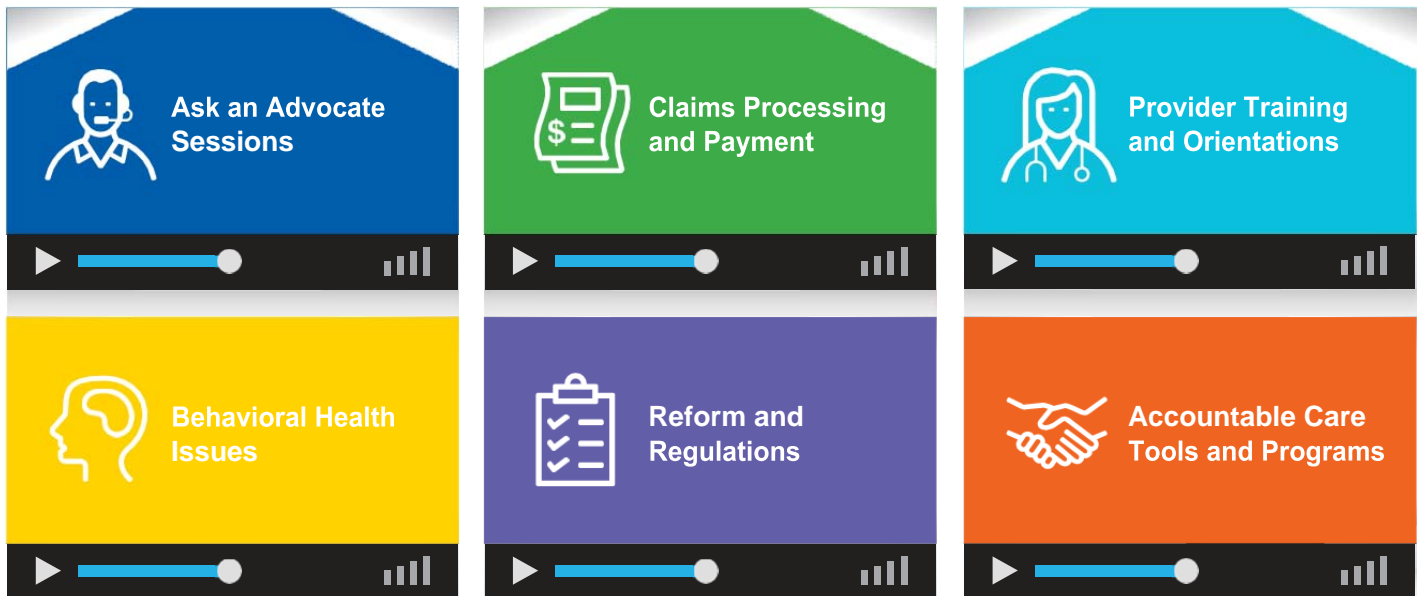 Ask an Advocate
Sessions
Claims Processing
and Payment
$
Provider Training
and Orientations
Behavioral Health
Issues
Reform and
Regulations
Accountable Care
Tools and Programs